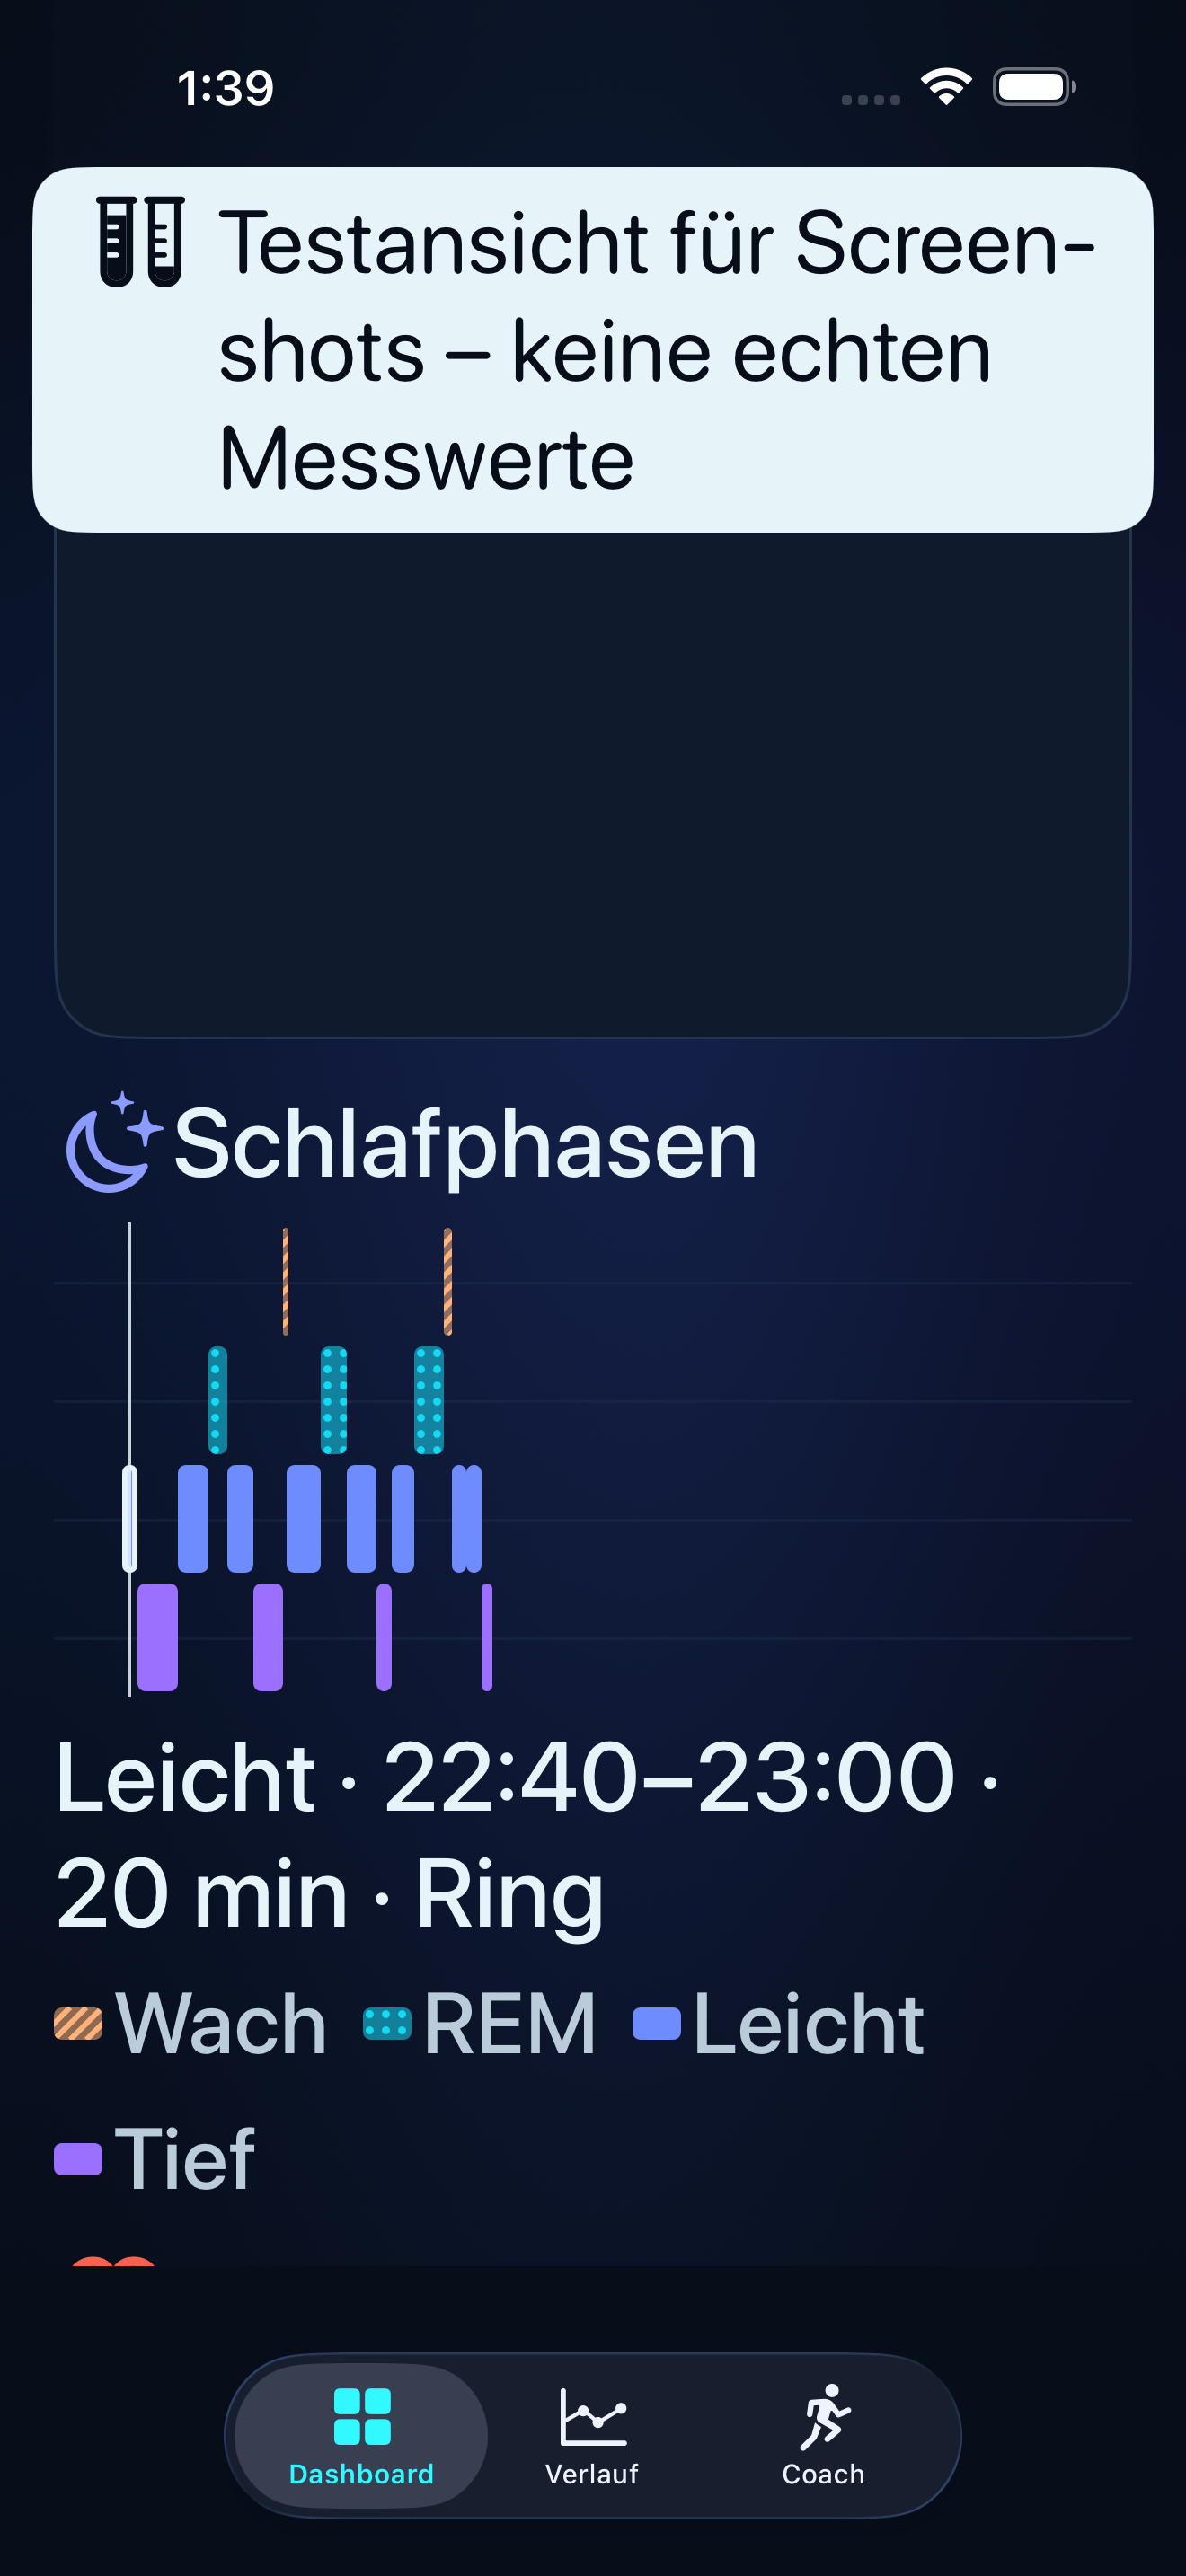 1:39
Testansicht für Screen-
shots – keine echten
Messwerte
Schlafphasen
Leicht · 22:40–23:00 ·
20 min · Ring
Wach REM Leicht
Tief
Dashboard Verlauf Coach